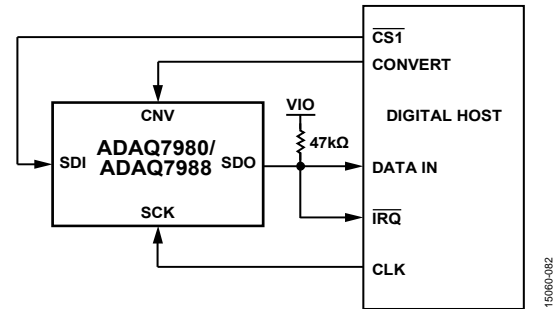 CS1
CONVERT
CNV
VIO
DIGITAL HOST
ADAQ7980/
ADAQ7988
47kΩ
SDI
SDO
DATA IN
SCK
IRQ
CLK
15060-082